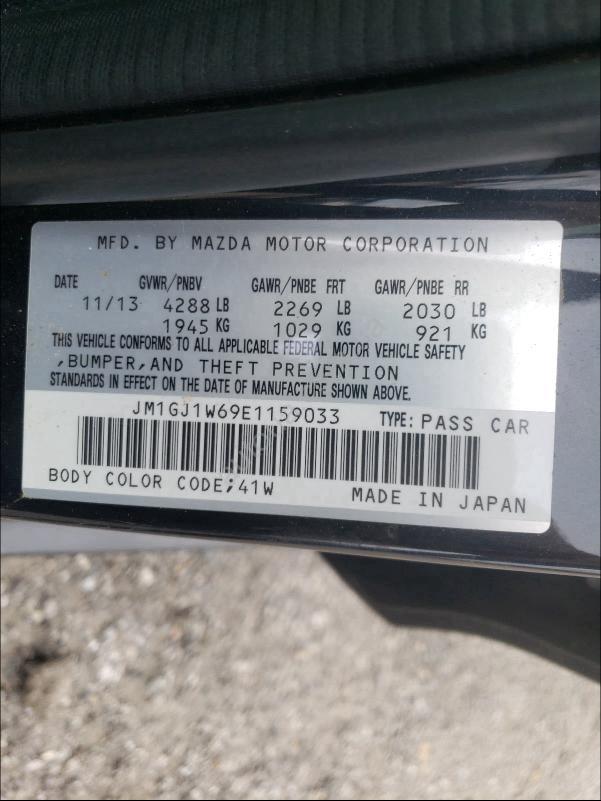 MFD. BY MAZDA MOTOR CORPORATION
DATE GVWR/PNBV GAWR/PNBE FRT GAWR/PNBE RR
11/13 4288 LB 2269 LB 2030 LB
1945 KG 1029 KG 921 KG
THIS VEHICLE CONFORMS TO ALL APPLICABLE FEDERAL MOTOR VEHICLE SAFETY
,BUMPER,AND THEFT PREVENTION
STANDARDS IN EFFECT ON THE DATE OF MANUFACTURE SHOWN ABOVE.
JM1GJ1W69E1159033 TYPE: PASS CAR
BODY COLOR CODE;41W MADE IN JAPAN